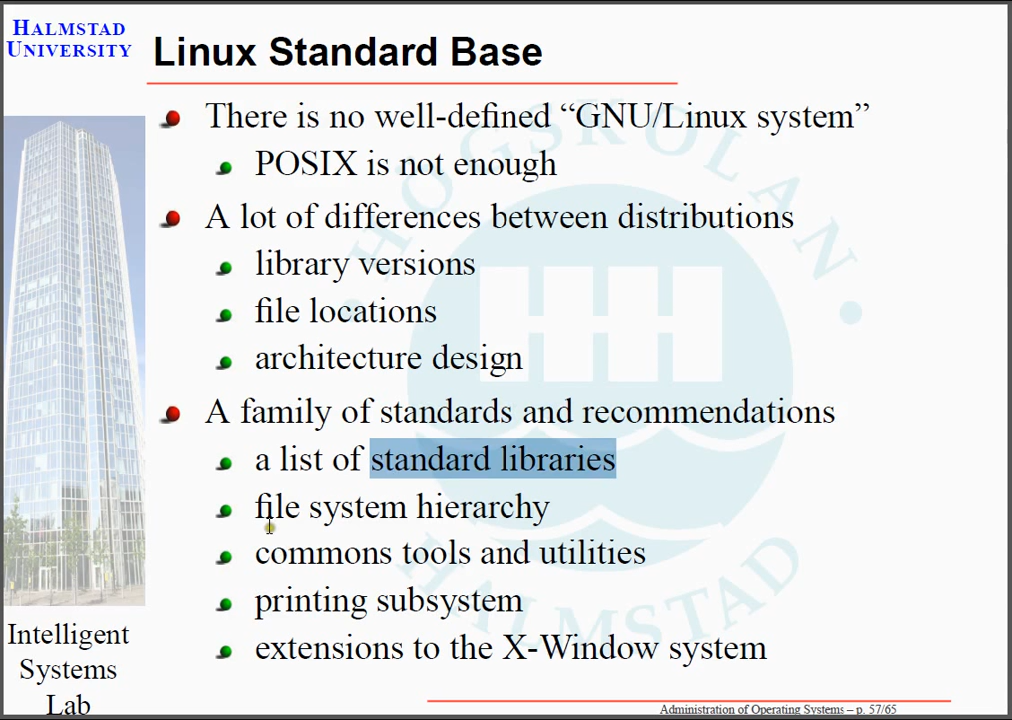 HALMSTAD
UNIVERSITY
Linux Standard Base
There is no well-defined “GNU/Linux system”
POSIX is not enough
A lot of differences between distributions
library versions
file locations
architecture design
A family of standards and recommendations
a list of standard libraries
file system hierarchy
commons tools and utilities
printing subsystem
extensions to the X-Window system
Intelligent
Systems
Lab
Administration of Operating Systems – p. 57/65
HÖGSKOLAN
HALMSTAD